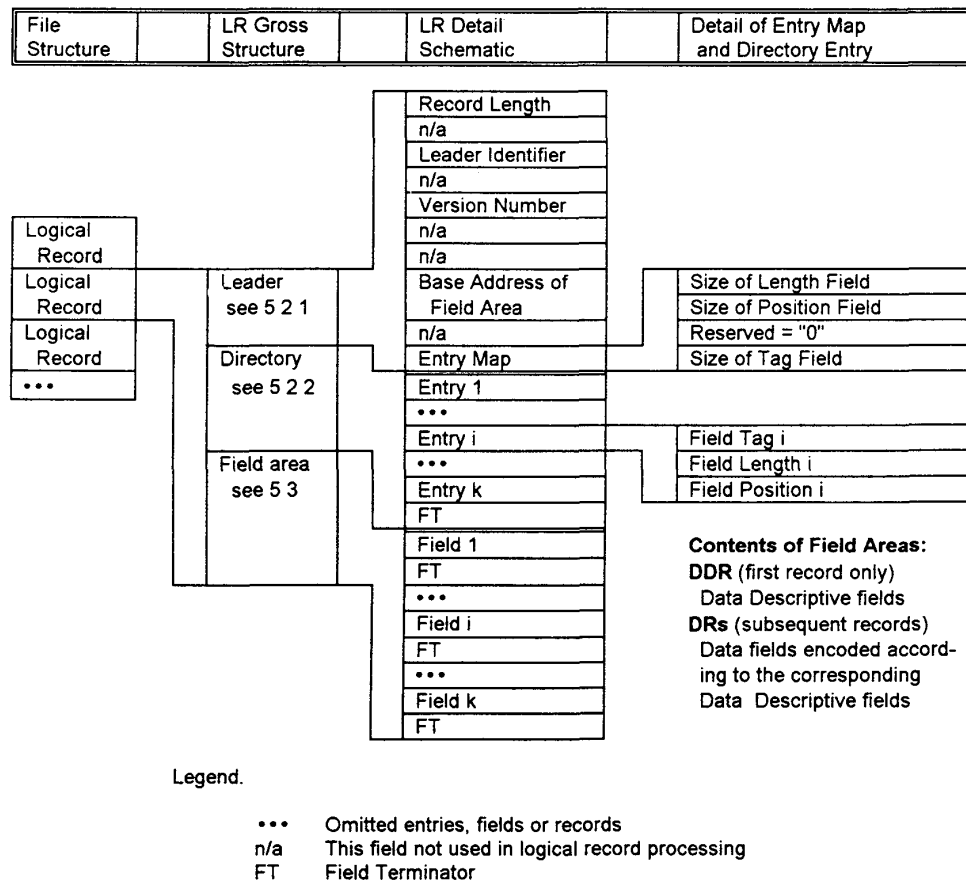 File Structure
LR Gross Structure
LR Detail Schematic
Detail of Entry Map and Directory Entry
Logical
Record
Logical
Record
Logical
Record
•••
Leader
see 5 2 1
Directory
see 5 2 2
Field area
see 5 3
Record Length
n/a
Leader Identifier
n/a
Version Number
n/a
n/a
Base Address of
Field Area
n/a
Entry Map
Entry 1
•••
Entry i
•••
Entry k
FT
Field 1
FT
•••
Field i
FT
•••
Field k
FT
Size of Length Field
Size of Position Field
Reserved = "0"
Size of Tag Field
Field Tag i
Field Length i
Field Position i
Contents of Field Areas:
DDR (first record only)
Data Descriptive fields
DRs (subsequent records)
Data fields encoded accord-
ing to the corresponding
Data Descriptive fields
Legend.
••• Omitted entries, fields or records
n/a This field not used in logical record processing
FT Field Terminator